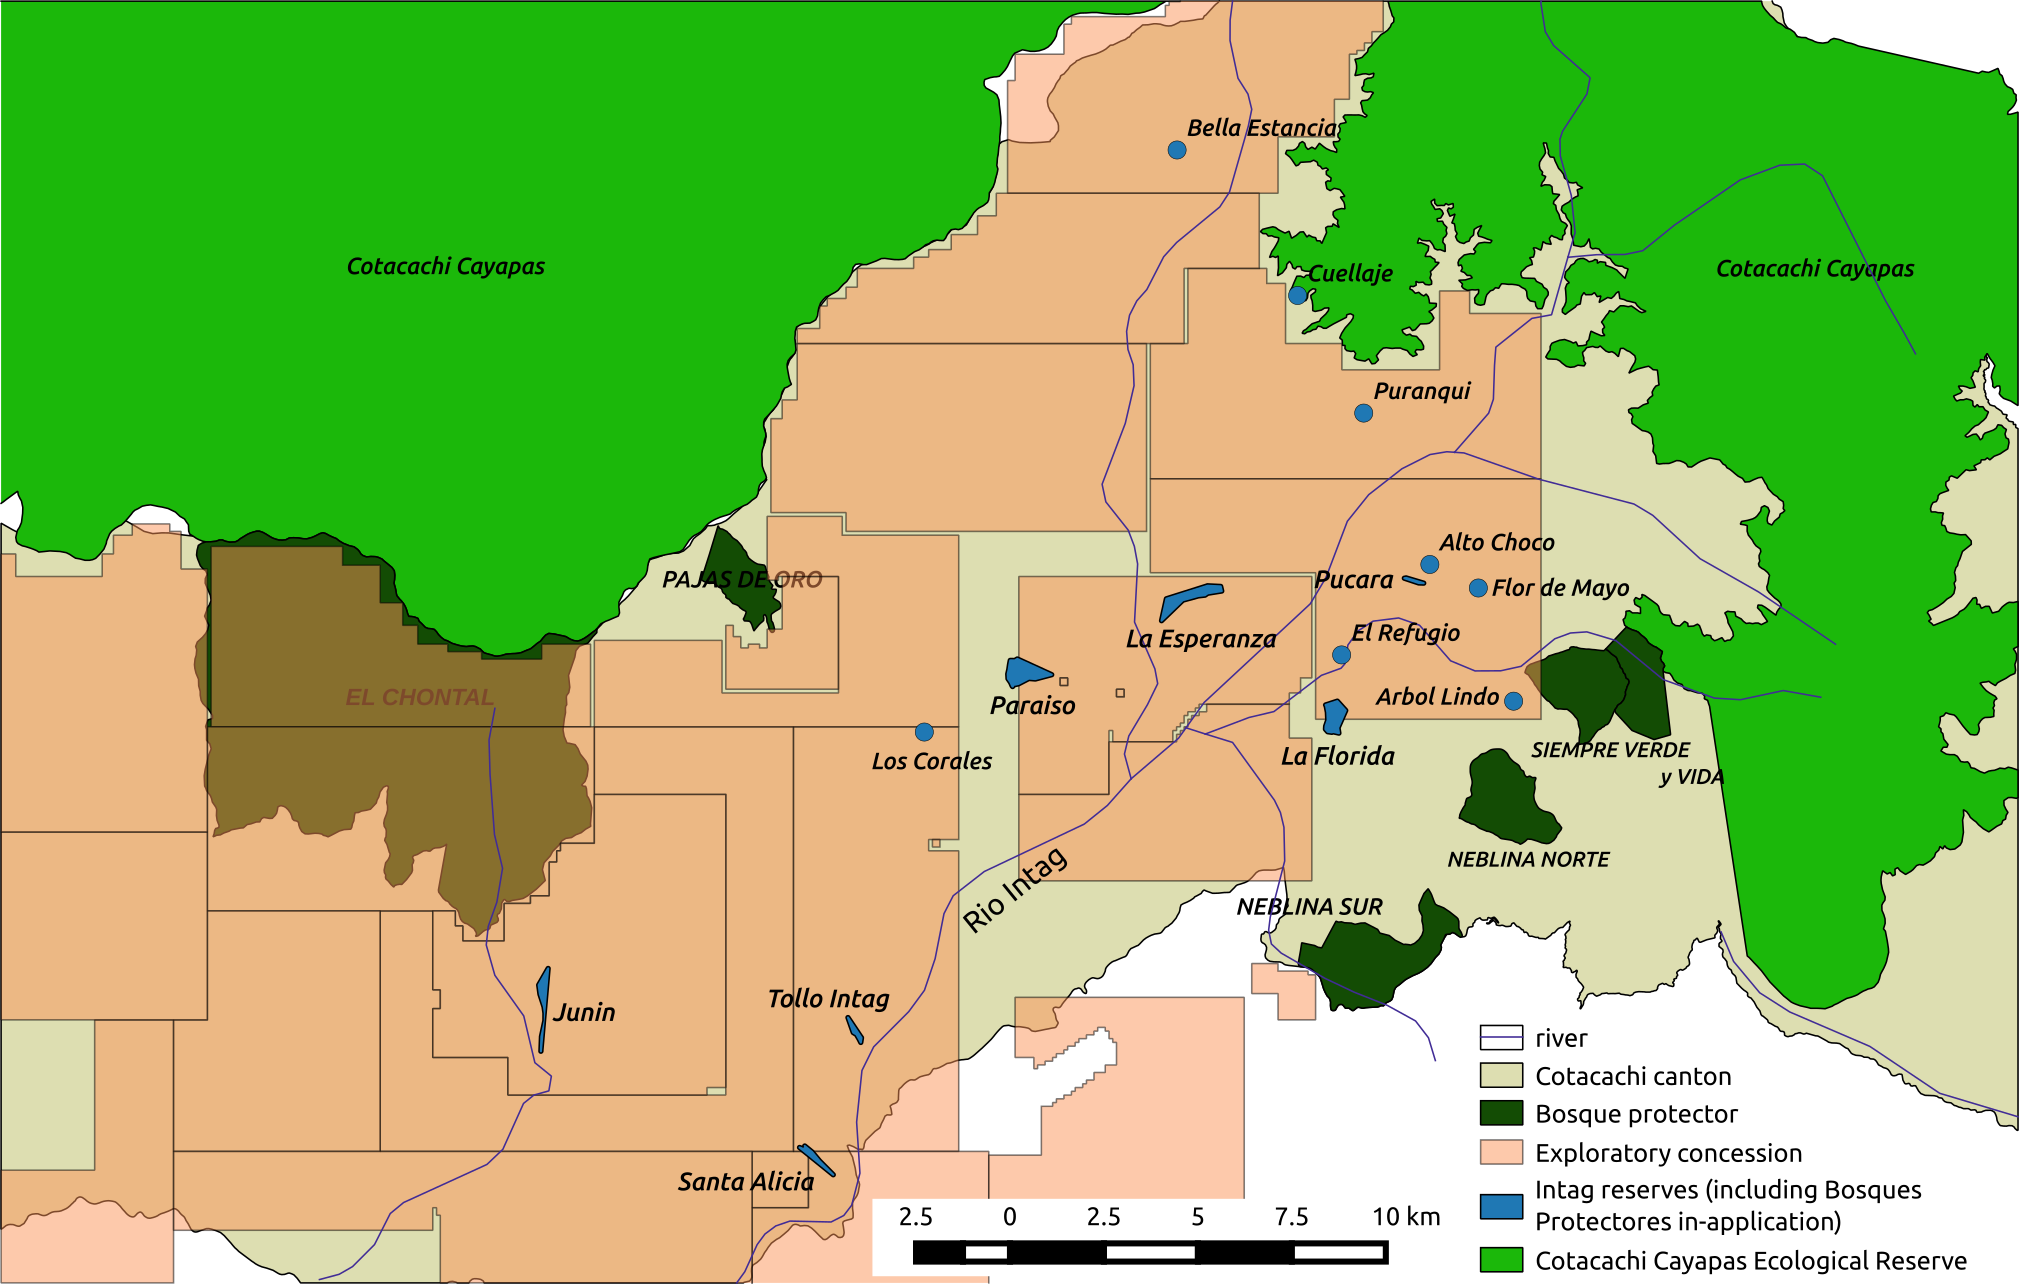 Bella Estancia
Cotacachi Cayapas
Cuellaje
Cotacachi Cayapas
Puranqui
Alto Choco
PAJAS DE ORO
Pucara
Flor de Mayo
La Esperanza
El Refugio
EL CHONTAL
Paraiso
Arbol Lindo
Los Corales
La Florida
SIEMPRE VERDE
y VIDA
NEBLINA NORTE
Rio Intag
NEBLINA SUR
Tollo Intag
Junin
Santa Alicia
river
Cotacachi canton
Bosque protector
Exploratory concession
Intag reserves (including Bosques
Protectores in-application)
Cotacachi Cayapas Ecological Reserve
2.5 0 2.5 5 7.5 10 km